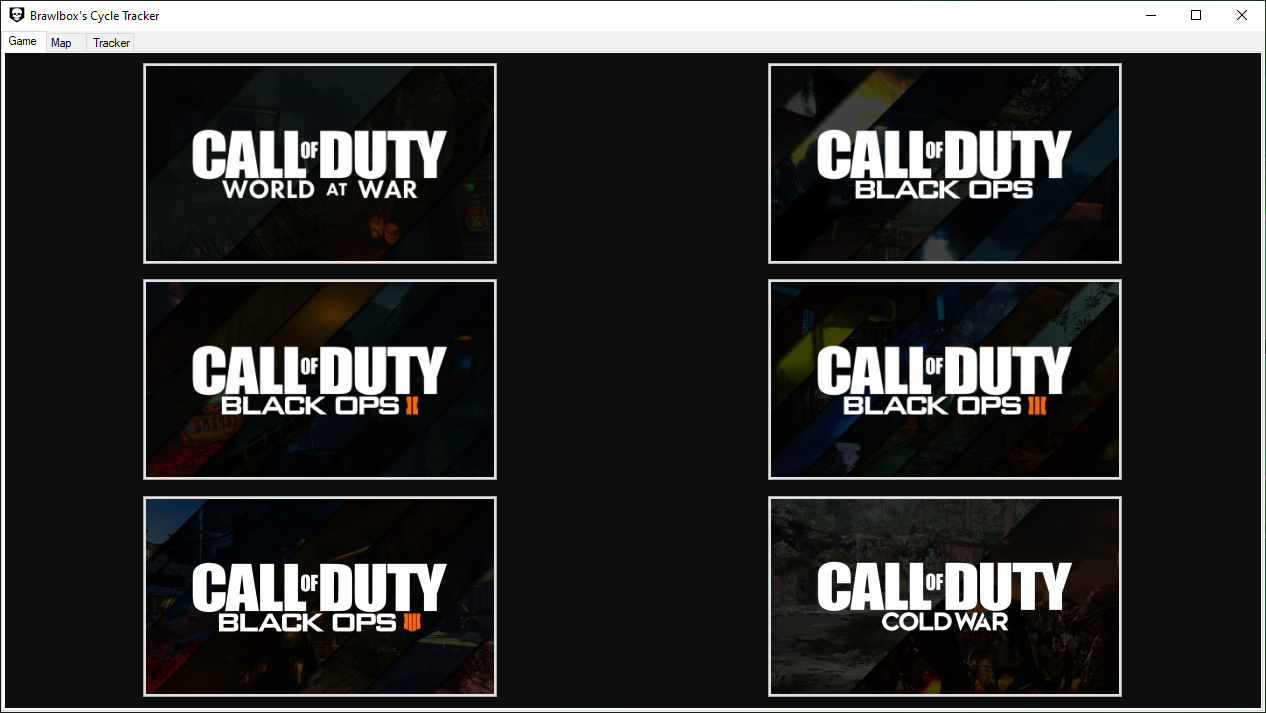 Brawlbox's Cycle Tracker
Game Map Tracker
CALL OF DUTY
WORLD AT WAR
CALL OF DUTY
BLACK OPS
CALL OF DUTY
BLACK OPS II
CALL OF DUTY
BLACK OPS III
CALL OF DUTY
BLACK OPS IIII
CALL OF DUTY
COLD WAR